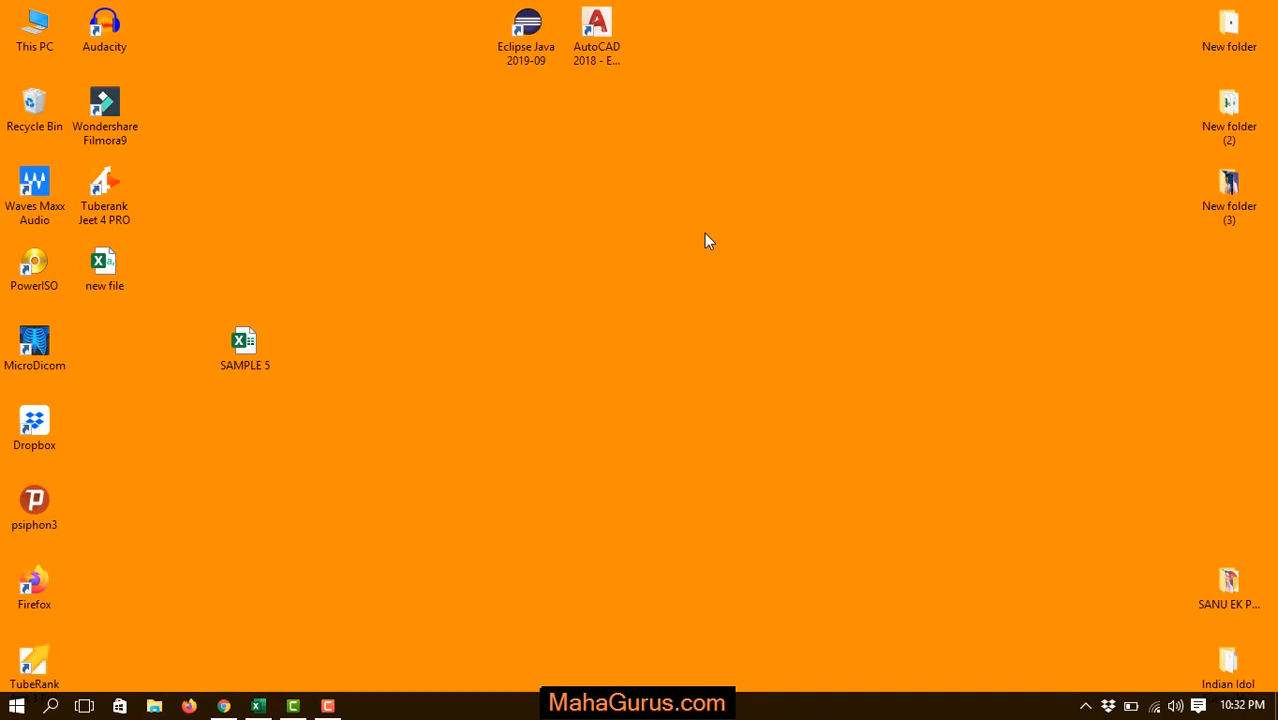 This PC
Audacity
Eclipse Java
2019-09
AutoCAD
2018 - E...
New folder
Recycle Bin
Wondershare
Filmora9
New folder
(2)
Waves Maxx
Audio
Tuberank
Jeet 4 PRO
New folder
(3)
PowerISO
new file
MicroDicom
SAMPLE 5
Dropbox
psiphon3
Firefox
SANU EK P...
TubeRank
Indian Idol
MahaGurus.com
10:32 PM